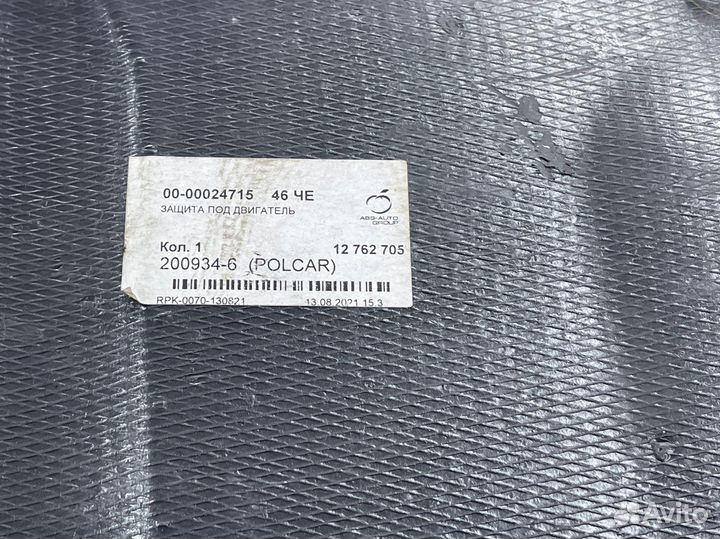 00-00024715 46 ЧЕ
ЗАЩИТА ПОД ДВИГАТЕЛЬ
ABS-AUTO
GROUP
Кол. 1 12 762 705
200934-6 (POLCAR)
RPK-0070-130821 13.08.2021 15:3
Avito